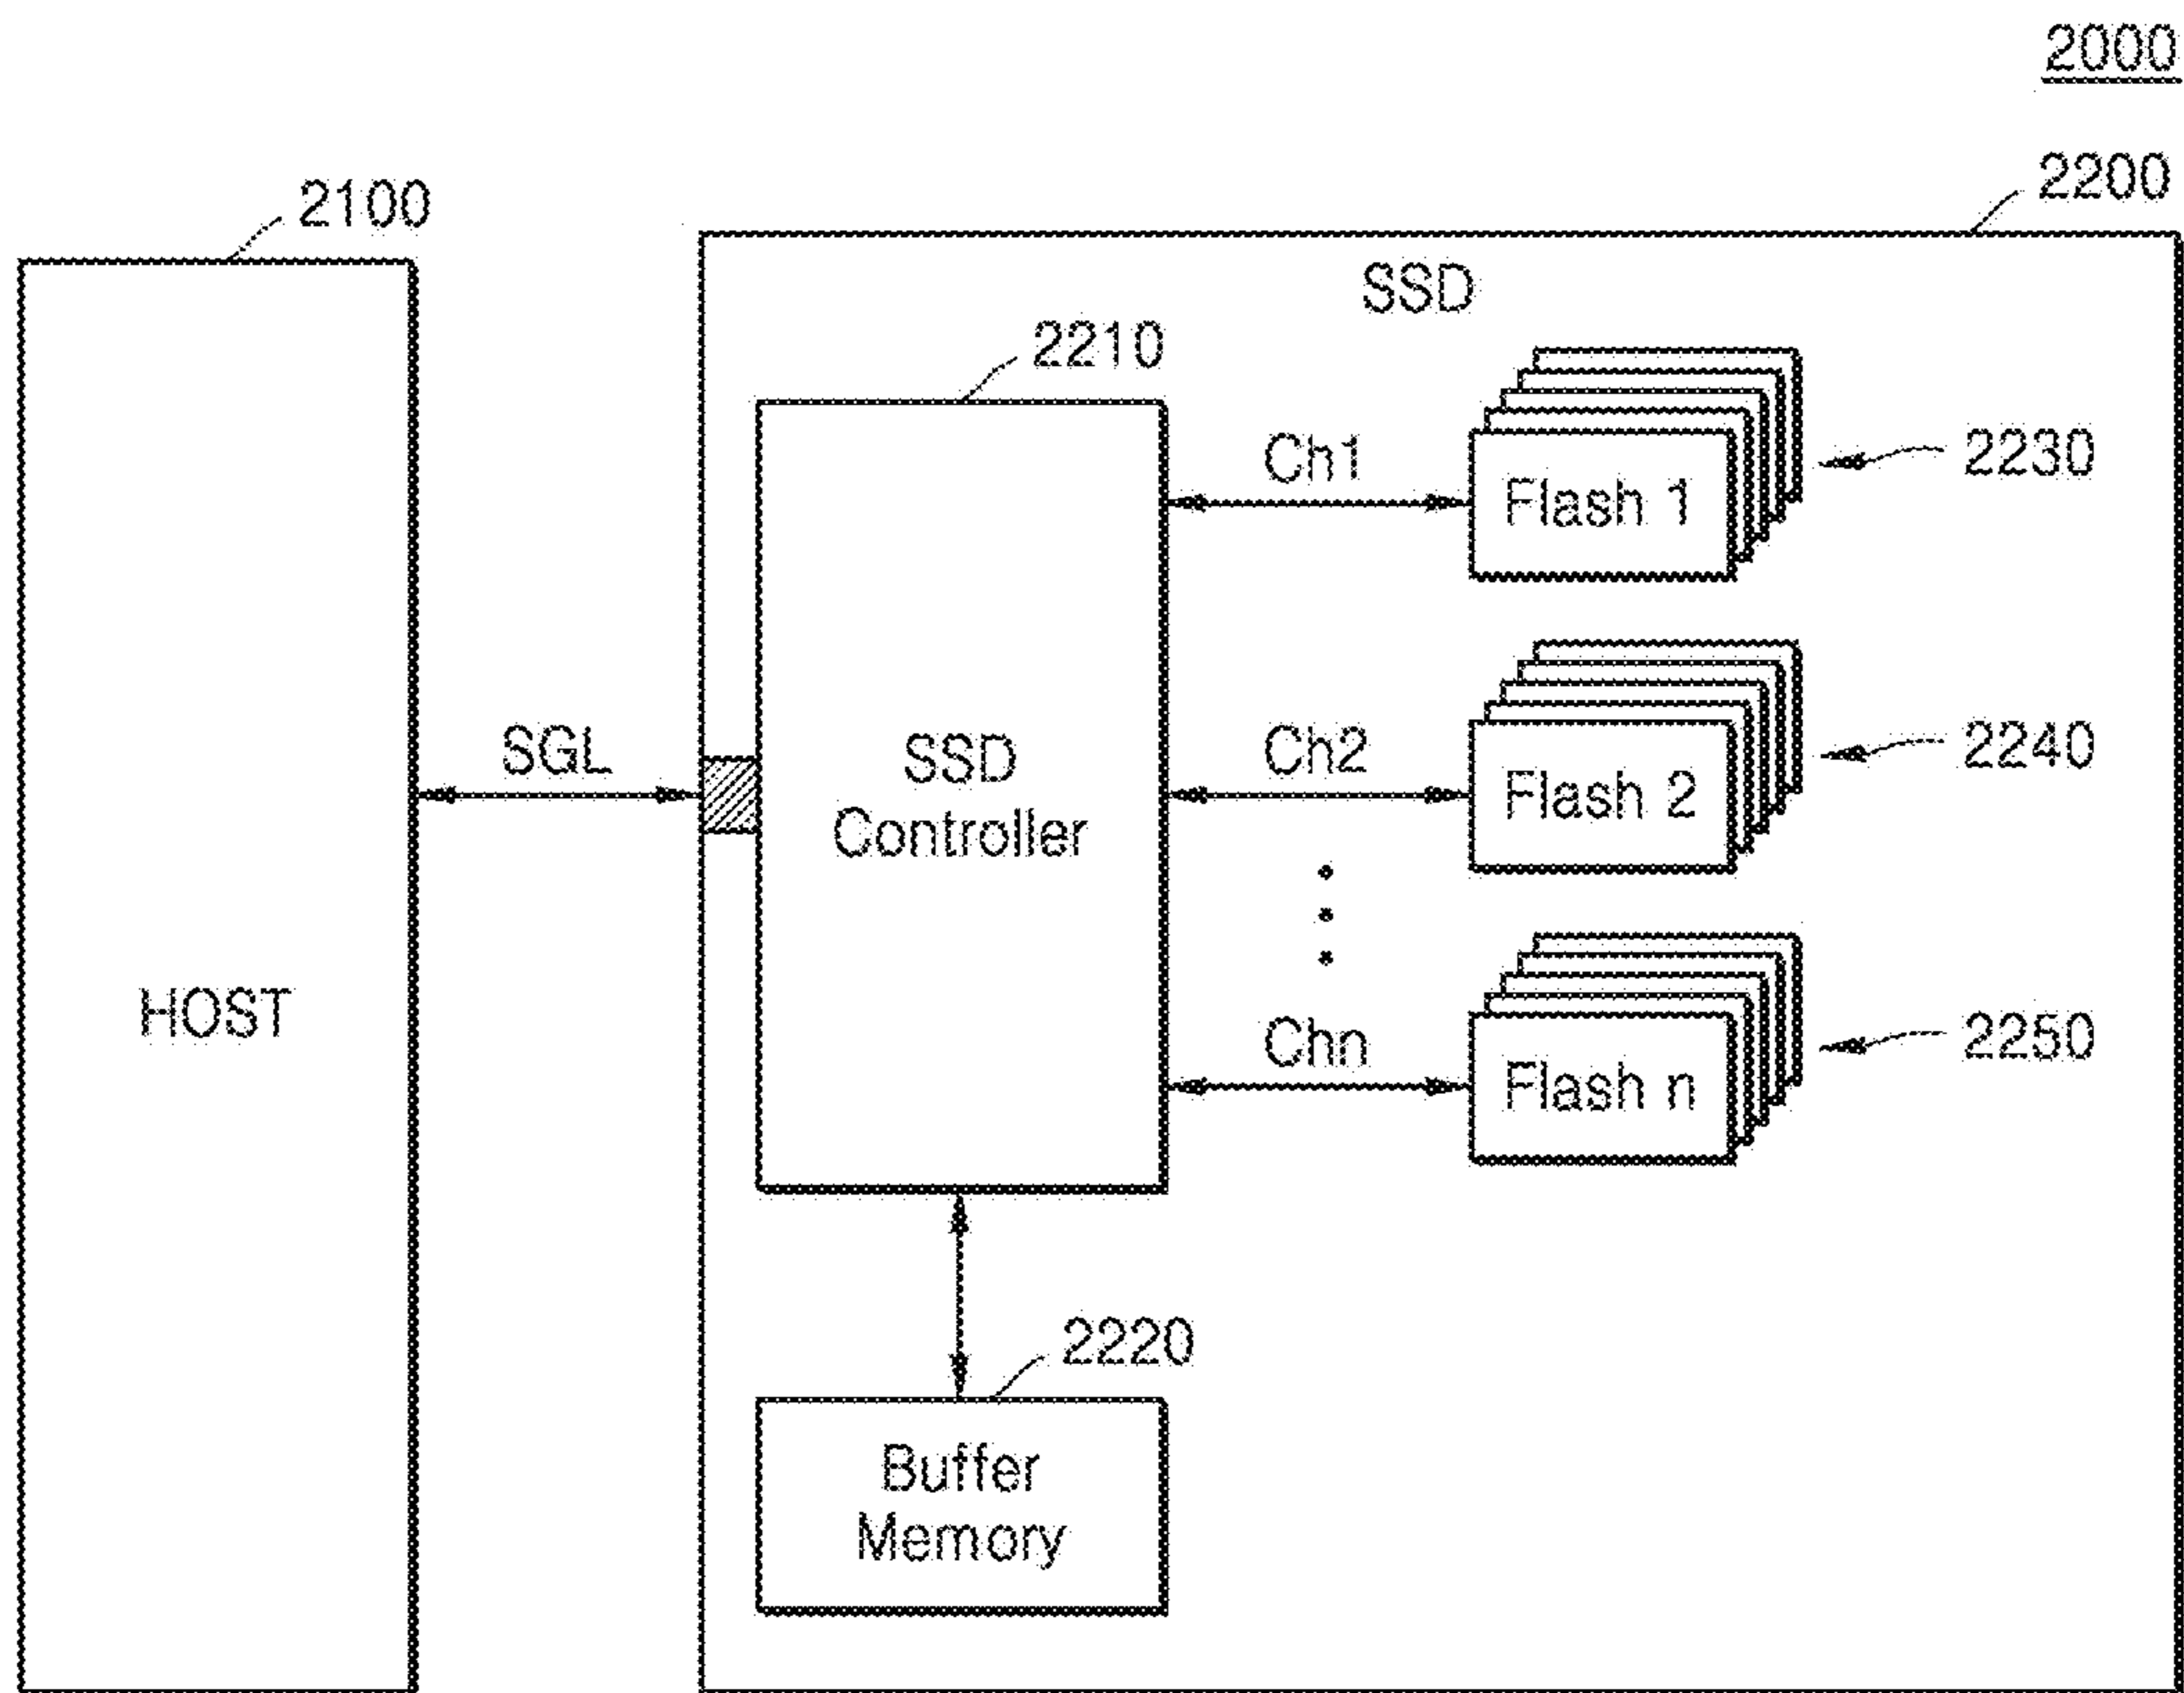 2000
2200
2100
SSD
2210
Ch1
Flash 1
2230
SGL
SSD
Controller
Ch2
Flash 2
2240
HOST
Chn
Flash n
2250
2220
Buffer
Memory